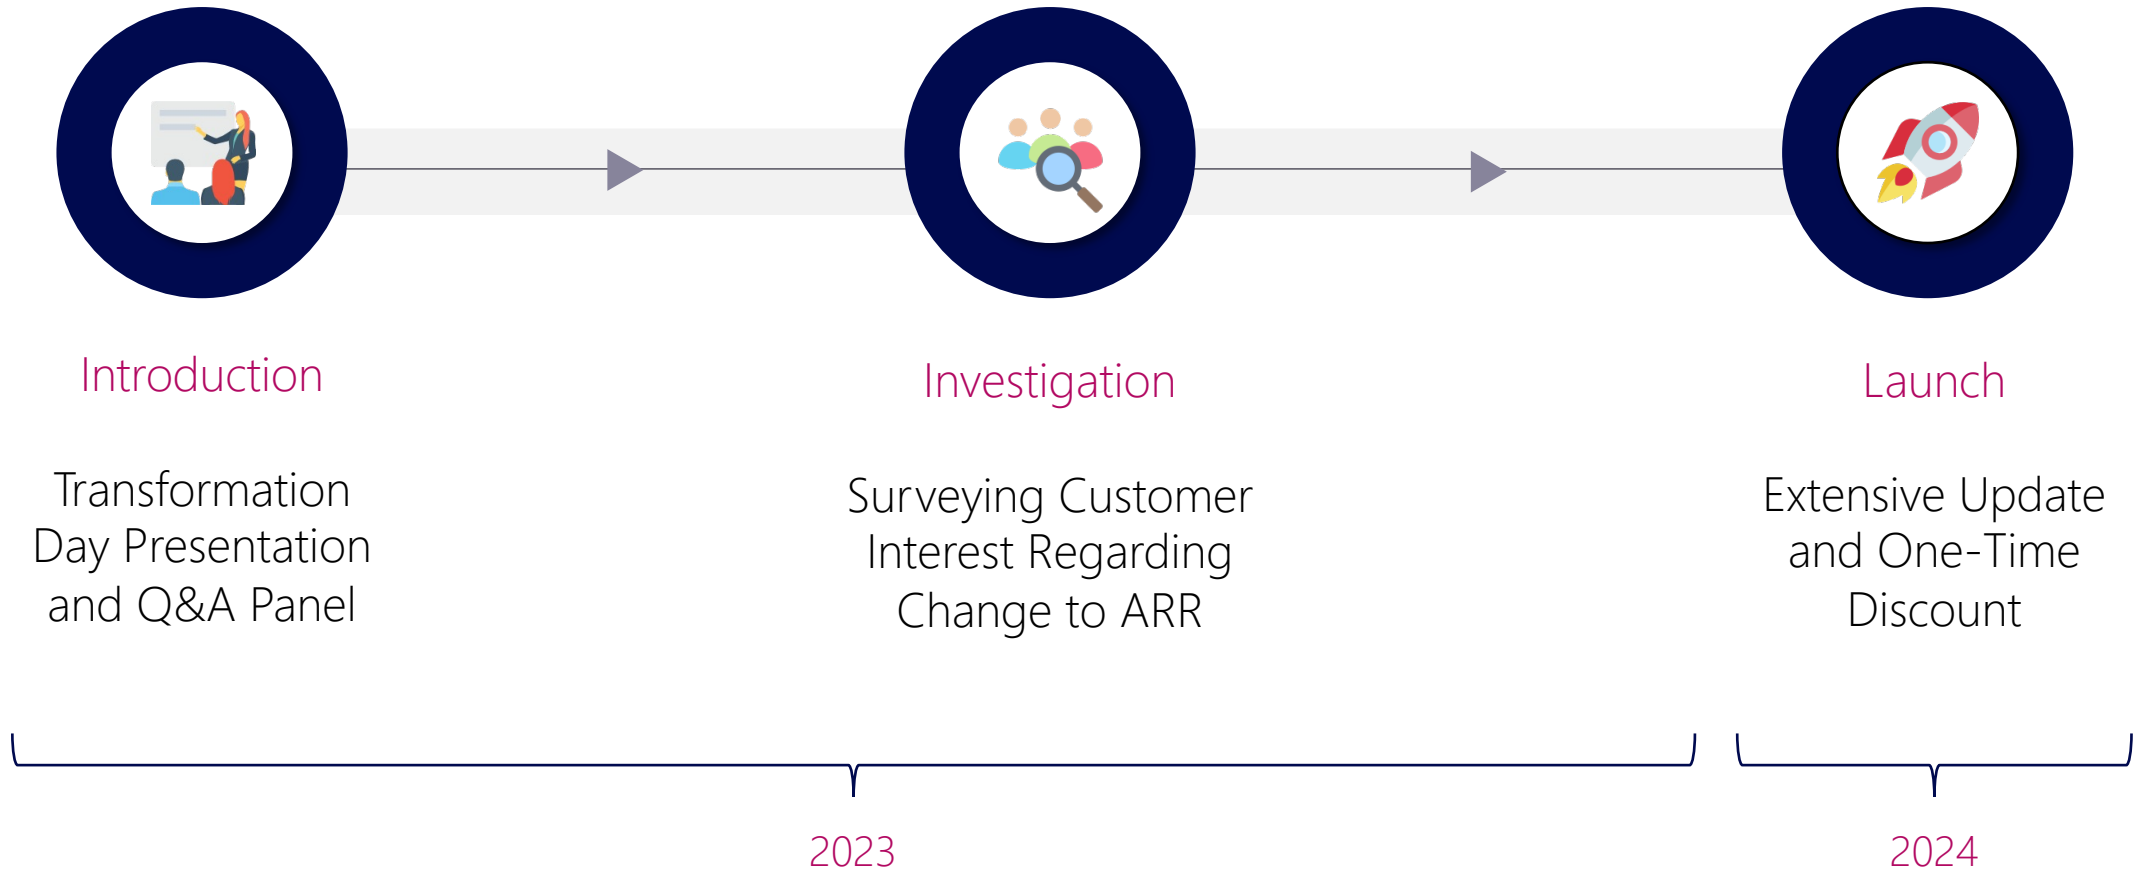 Introduction
Transformation
Day Presentation
and Q&A Panel
Investigation
Surveying Customer
Interest Regarding
Change to ARR
Launch
Extensive Update
and One-Time
Discount
2023
2024